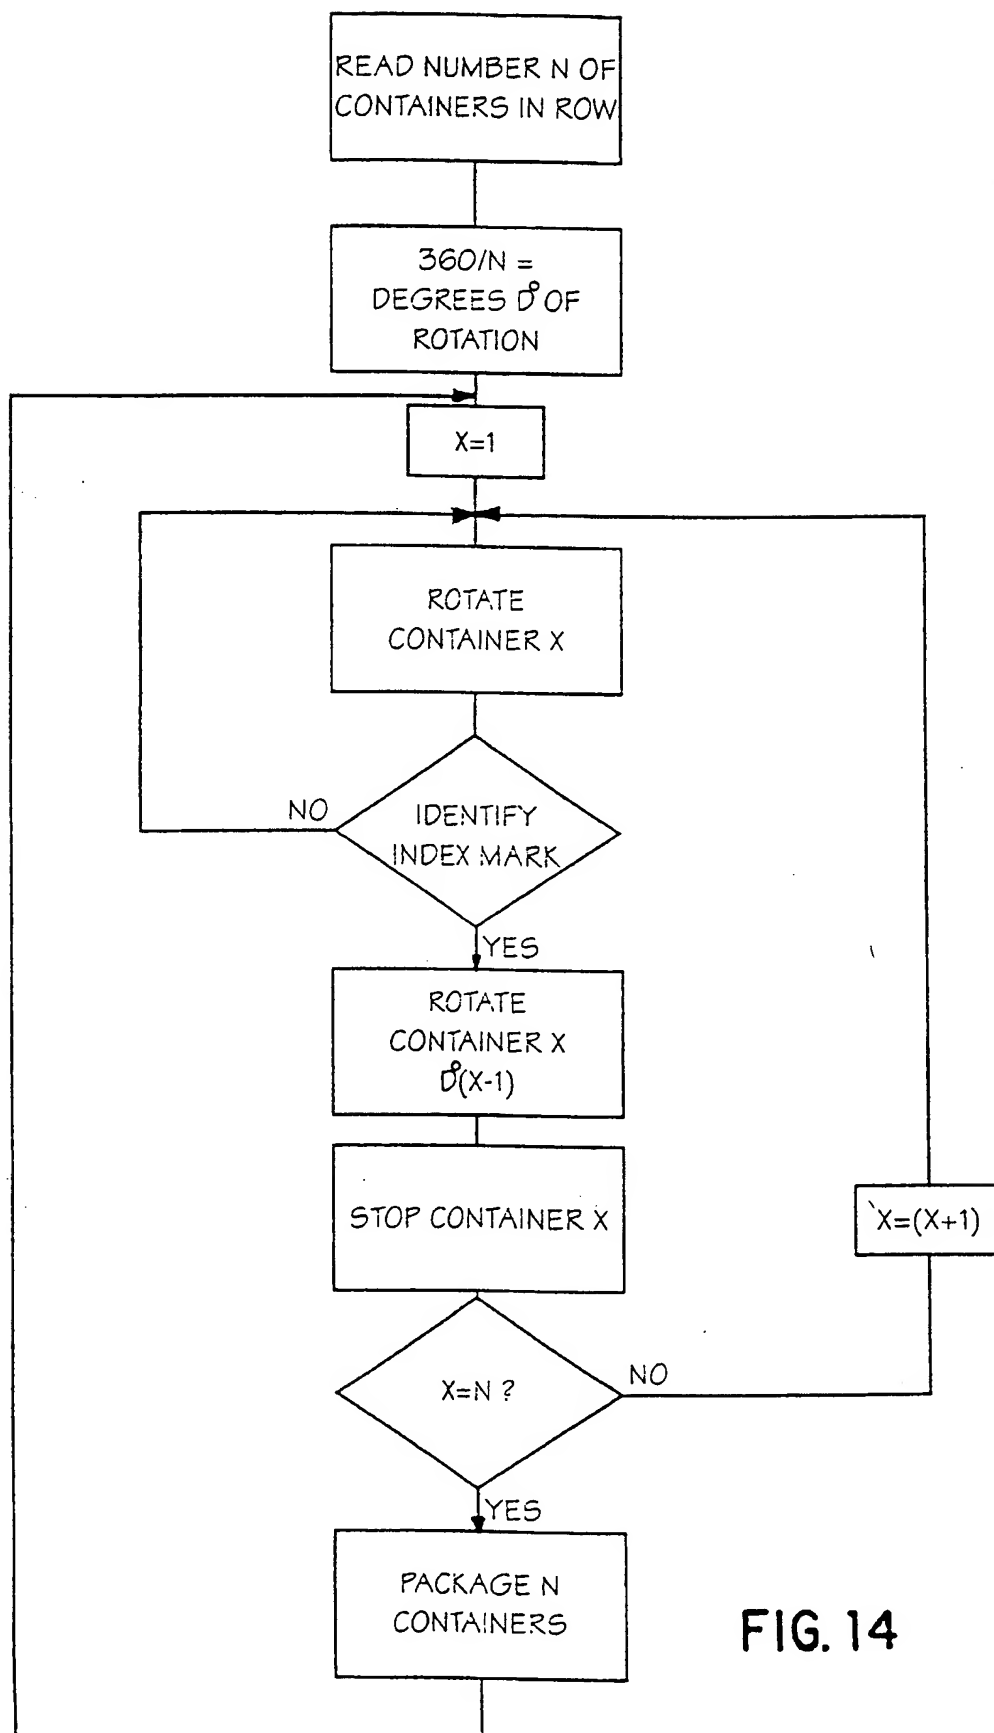 READ NUMBER N OF
CONTAINERS IN ROW
360/N =
DEGREES D° OF
ROTATION
X=1
ROTATE
CONTAINER X
NO
IDENTIFY
INDEX MARK
YES
ROTATE
CONTAINER X
D°(X-1)
STOP CONTAINER X
X=(X+1)
X=N ?
NO
YES
PACKAGE N
CONTAINERS
FIG. 14